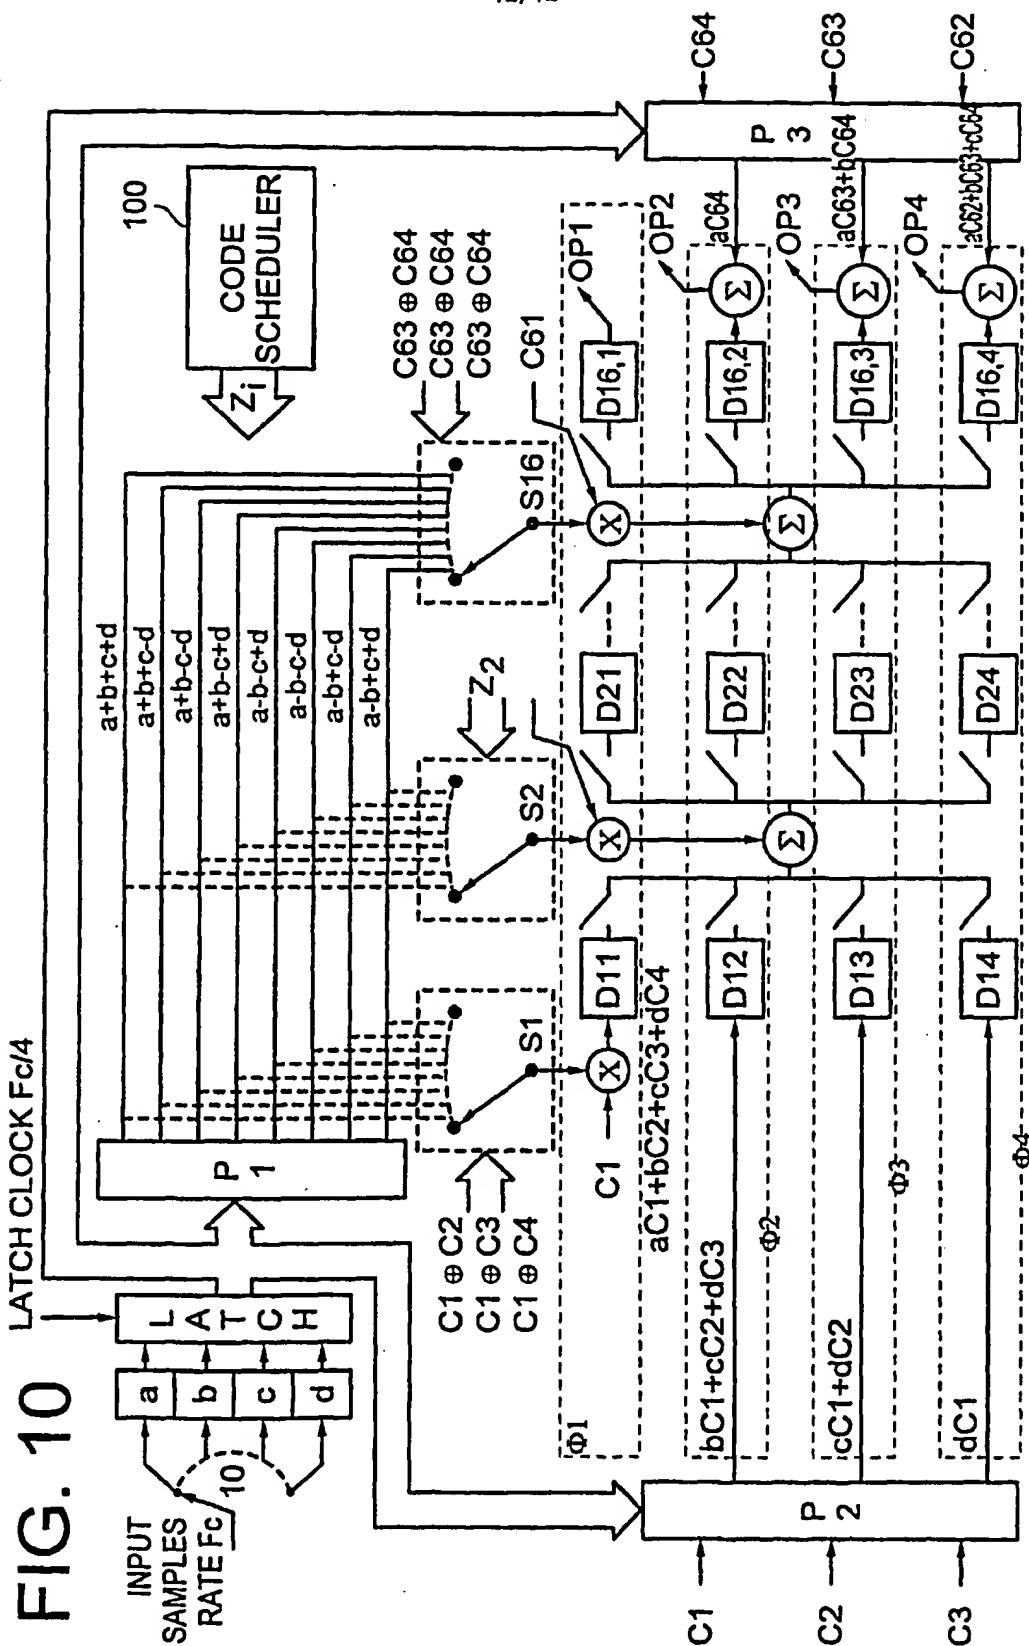 FIG. 10
LATCH CLOCK Fc/4
INPUT
SAMPLES
RATE Fc
10
a
b
c
d
L
A
T
C
H
P
1
a+b+c+d
a+b+c-d
a+b-c-d
a+b-c+d
a-b-c+d
a-b-c-d
a-b+c-d
a-b+c+d
100
CODE
SCHEDULER
Zi
C1 ⊕ C2
C1 ⊕ C3
C1 ⊕ C4
S1
Z2
S2
C63 ⊕ C64
C63 ⊕ C64
C63 ⊕ C64
S16
C61
Φ1
C1
X
D11
X
D21
X
D16,1
OP1
aC1+bC2+cC3+dC4
bC1+cC2+dC3
Φ2
D12
D22
D16,2
Σ
OP2
aC64
Σ
Σ
cC1+dC2
Φ3
D13
D23
D16,3
Σ
OP3
aC63+bC64
dC1
Φ4
D14
D24
D16,4
Σ
OP4
aC62+bC63+cC64
P
2
C1
C2
C3
P
3
C64
C63
C62